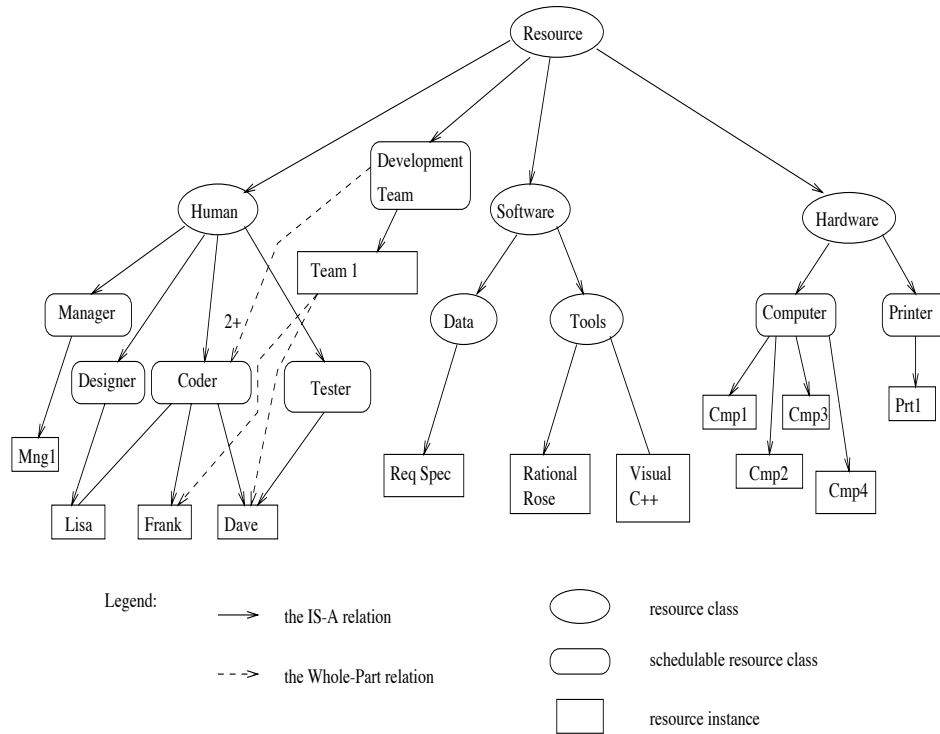 Resource
Development
Team
Human
Software
Hardware
Team 1
Manager
2+
Data
Tools
Computer
Printer
Designer
Coder
Tester
Cmp1
Cmp3
Prt1
Mng1
Req Spec
Rational
Rose
Visual
C++
Cmp2
Cmp4
Lisa
Frank
Dave
Legend:
the IS-A relation
resource class
the Whole-Part relation
schedulable resource class
resource instance